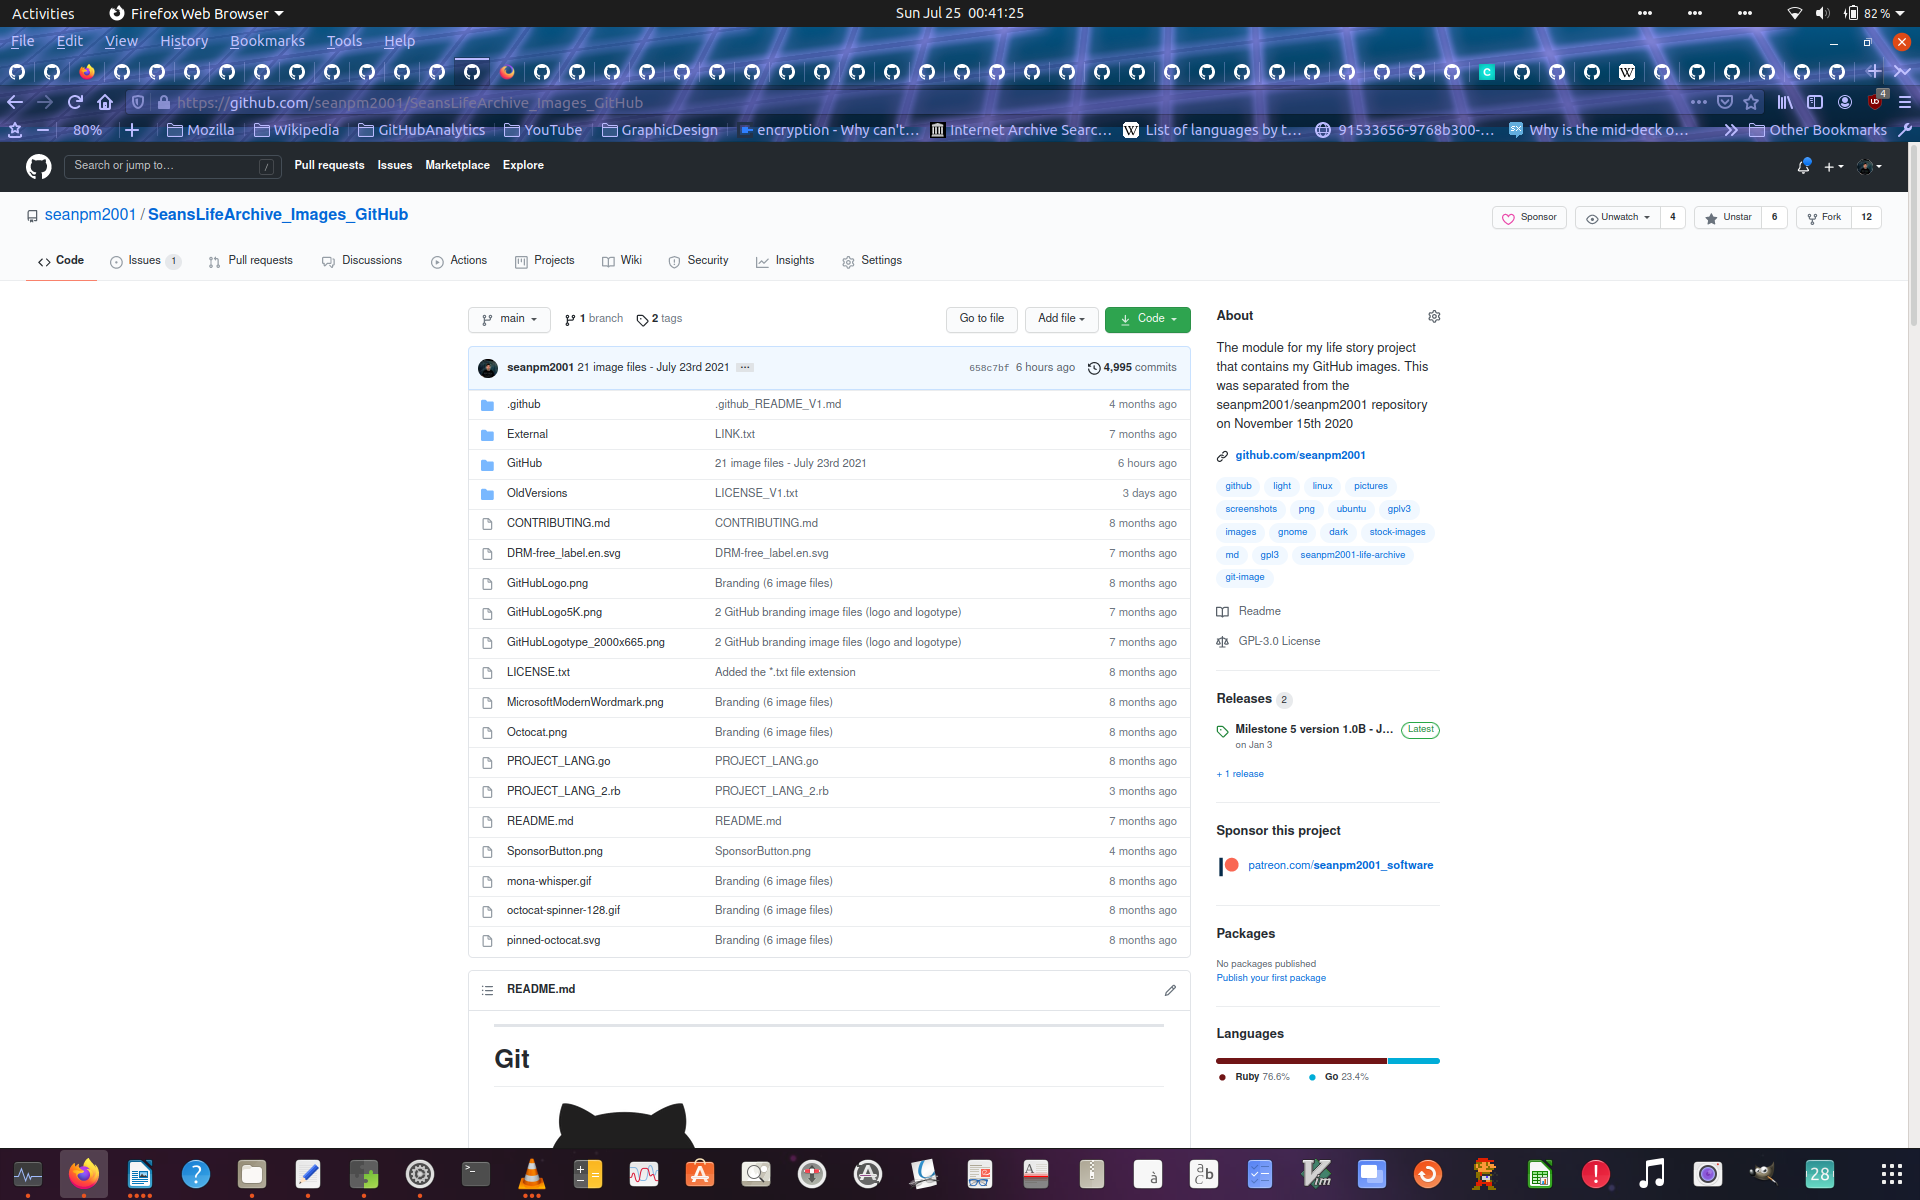 Activities Firefox Web Browser Sun Jul 25 00:41:25 82 %
File Edit View History Bookmarks Tools Help
https://github.com/seanpm2001/SeansLifeArchive_Images_GitHub 4
80% Mozilla Wikipedia GitHubAnalytics YouTube GraphicDesign encryption - Why can't… Internet Archive Searc… List of languages by t… 91533656-9768b300-… Why is the mid-deck o… Other Bookmarks
Search or jump to… / Pull requests Issues Marketplace Explore
seanpm2001 / SeansLifeArchive_Images_GitHub Sponsor Unwatch 4 Unstar 6 Fork 12
Code Issues 1 Pull requests Discussions Actions Projects Wiki Security Insights Settings
main 1 branch 2 tags Go to file Add file Code
seanpm2001 21 image files - July 23rd 2021 … 658c7bf 6 hours ago 4,995 commits
.github .github_README_V1.md 4 months ago
External LINK.txt 7 months ago
GitHub 21 image files - July 23rd 2021 6 hours ago
OldVersions LICENSE_V1.txt 3 days ago
CONTRIBUTING.md CONTRIBUTING.md 8 months ago
DRM-free_label.en.svg DRM-free_label.en.svg 7 months ago
GitHubLogo.png Branding (6 image files) 8 months ago
GitHubLogo5K.png 2 GitHub branding image files (logo and logotype) 7 months ago
GitHubLogotype_2000x665.png 2 GitHub branding image files (logo and logotype) 7 months ago
LICENSE.txt Added the *.txt file extension 8 months ago
MicrosoftModernWordmark.png Branding (6 image files) 8 months ago
Octocat.png Branding (6 image files) 8 months ago
PROJECT_LANG.go PROJECT_LANG.go 8 months ago
PROJECT_LANG_2.rb PROJECT_LANG_2.rb 3 months ago
README.md README.md 7 months ago
SponsorButton.png SponsorButton.png 4 months ago
mona-whisper.gif Branding (6 image files) 8 months ago
octocat-spinner-128.gif Branding (6 image files) 8 months ago
pinned-octocat.svg Branding (6 image files) 8 months ago
README.md
Git
About
The module for my life story project
that contains my GitHub images. This
was separated from the
seanpm2001/seanpm2001 repository
on November 15th 2020
github.com/seanpm2001
github light linux pictures
screenshots png ubuntu gplv3
images gnome dark stock-images
md gpl3 seanpm2001-life-archive
git-image
Readme
GPL-3.0 License
Releases 2
Milestone 5 version 1.0B - J… Latest
on Jan 3
+ 1 release
Sponsor this project
patreon.com/seanpm2001_software
Packages
No packages published
Publish your first package
Languages
Ruby 76.6% Go 23.4%
28